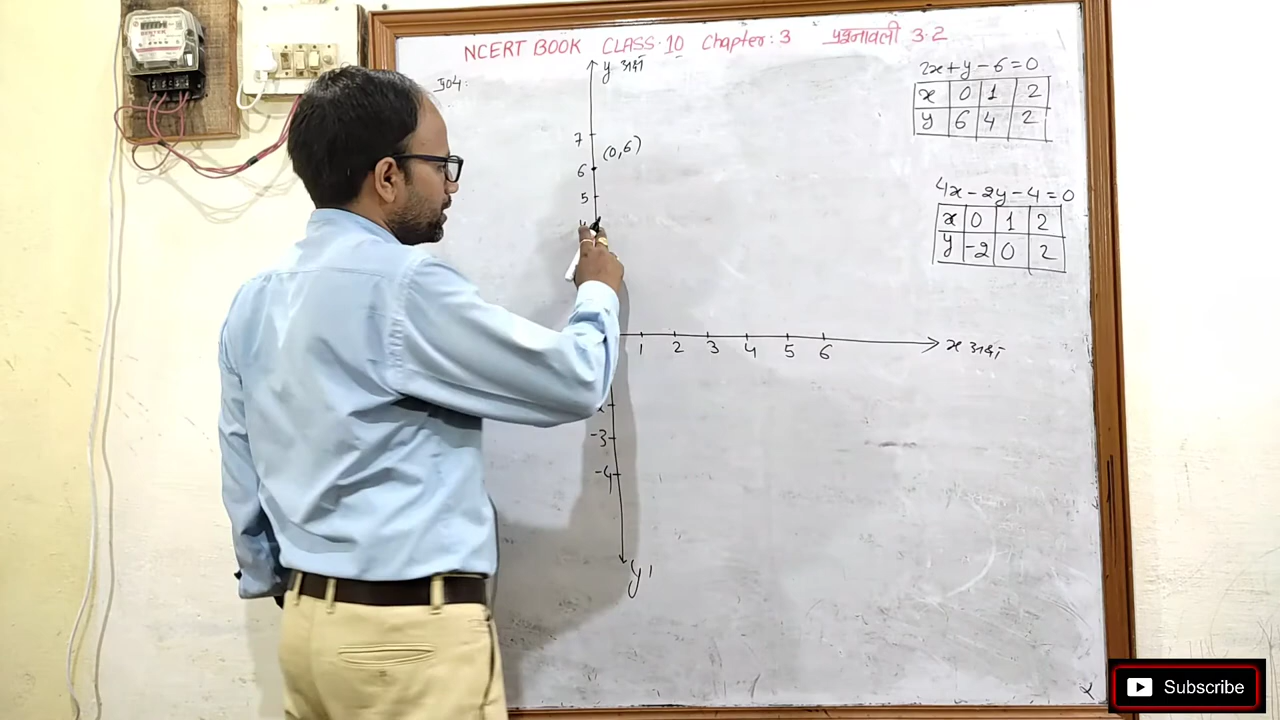 NCERT BOOK CLASS:10 Chapter:3 प्रश्नावली 3.2
प्र०4:
y अक्ष
7
(0,6)
6
5
1 2 3 4 5 6
x अक्ष
-3
-4
y'
2x+y-6=0
x 0 1 2
y 6 4 2
4x-2y-4=0
x 0 1 2
y -2 0 2
Subscribe